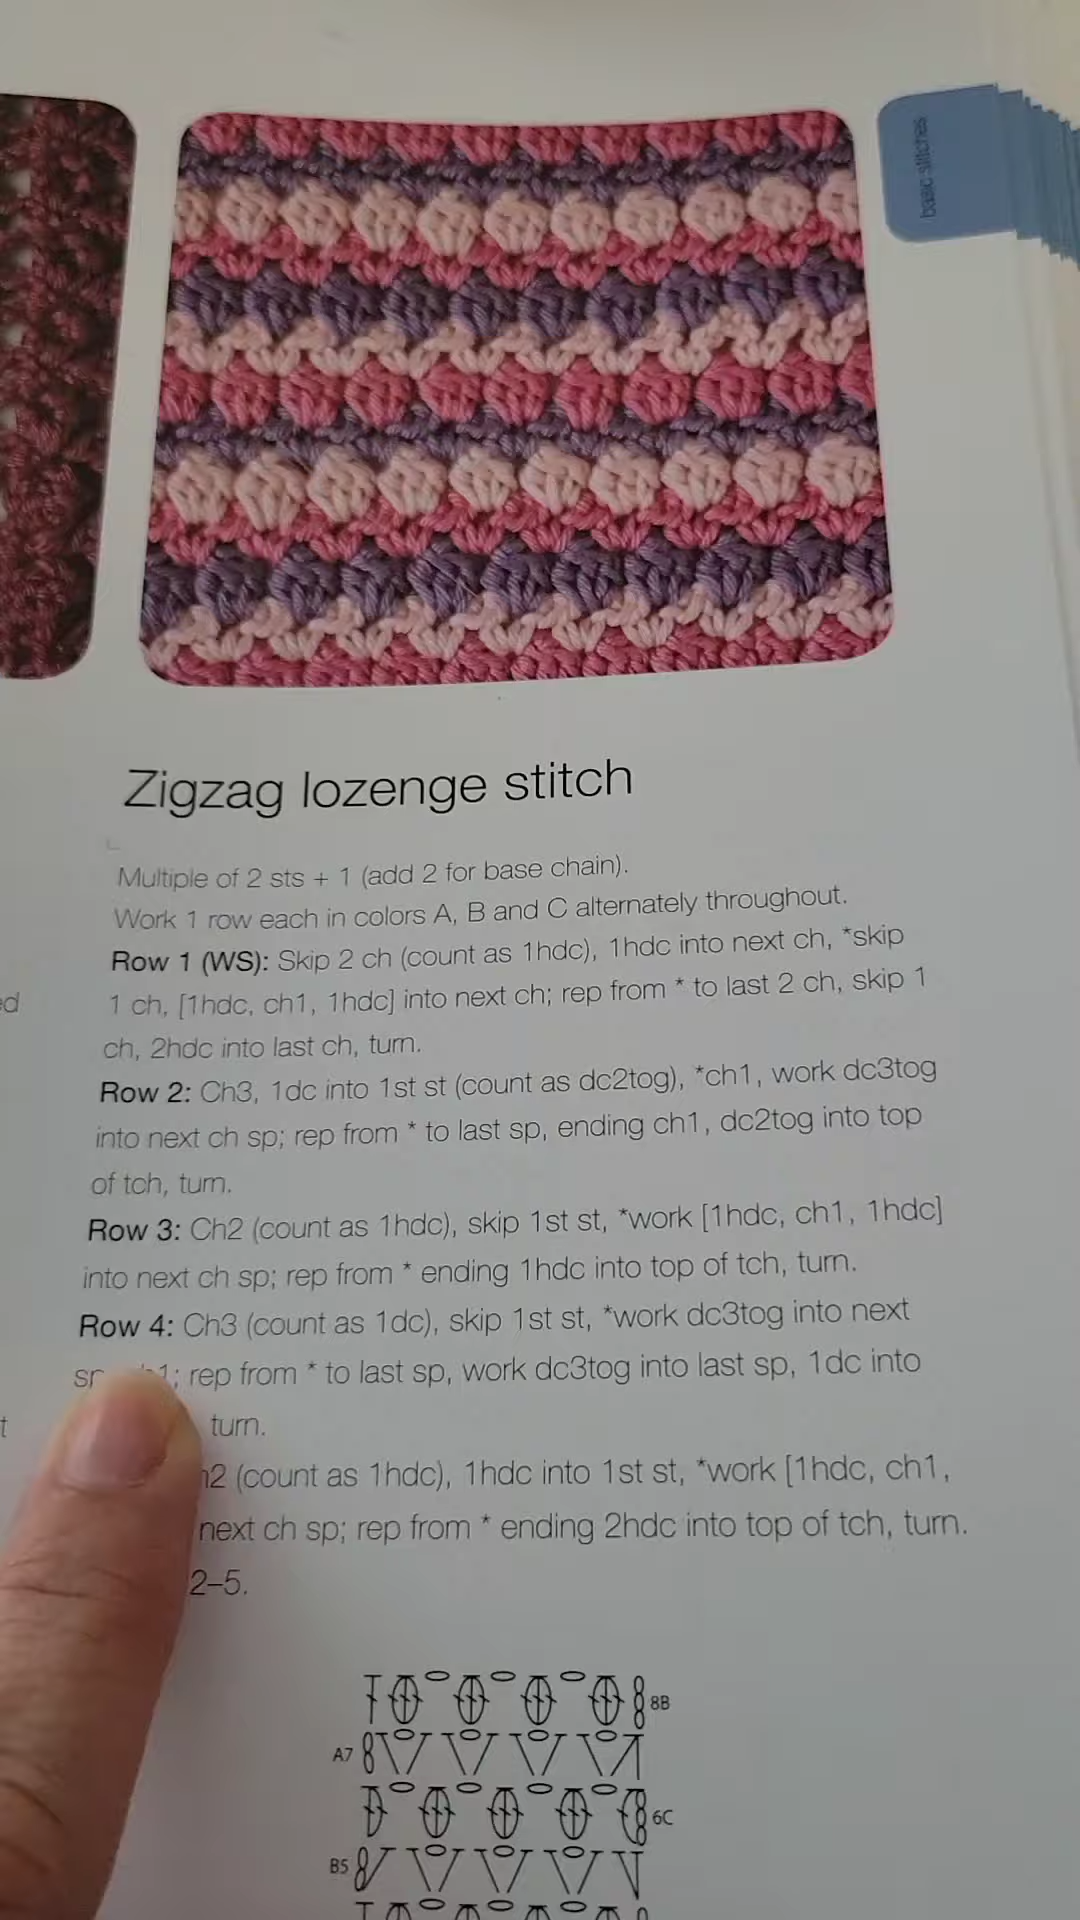 basic stitches
Zigzag lozenge stitch
Multiple of 2 sts + 1 (add 2 for base chain).
Work 1 row each in colors A, B and C alternately throughout.
Row 1 (WS): Skip 2 ch (count as 1hdc), 1hdc into next ch, *skip
1 ch, [1hdc, ch1, 1hdc] into next ch; rep from * to last 2 ch, skip 1
ch, 2hdc into last ch, turn.
Row 2: Ch3, 1dc into 1st st (count as dc2tog), *ch1, work dc3tog
into next ch sp; rep from * to last sp, ending ch1, dc2tog into top
of tch, turn.
Row 3: Ch2 (count as 1hdc), skip 1st st, *work [1hdc, ch1, 1hdc]
into next ch sp; rep from * ending 1hdc into top of tch, turn.
Row 4: Ch3 (count as 1dc), skip 1st st, *work dc3tog into next
rep from * to last sp, work dc3tog into last sp, 1dc into
turn.
(count as 1hdc), 1hdc into 1st st, *work [1hdc, ch1,
next ch sp; rep from * ending 2hdc into top of tch, turn.
2–5.
8B
A7
6C
B5